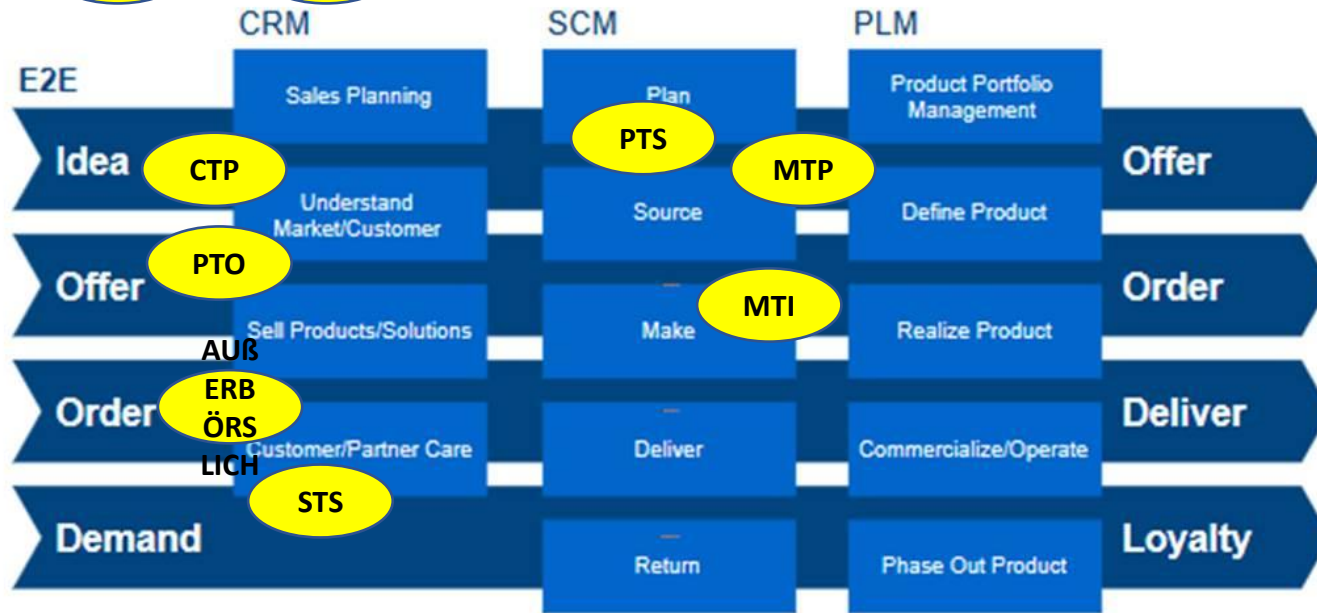 CRM
SCM
PLM
E2E
Sales Planning
Plan
Product Portfolio
Management
PTS
Idea
CTP
MTP
Offer
Understand
Market/Customer
Source
Define Product
PTO
Offer
Order
MTI
Sell Products/Solutions
Make
Realize Product
AUß
ERB
ÖRS
LICH
Order
Deliver
Customer/Partner Care
Deliver
Commercialize/Operate
STS
Demand
Loyalty
Return
Phase Out Product